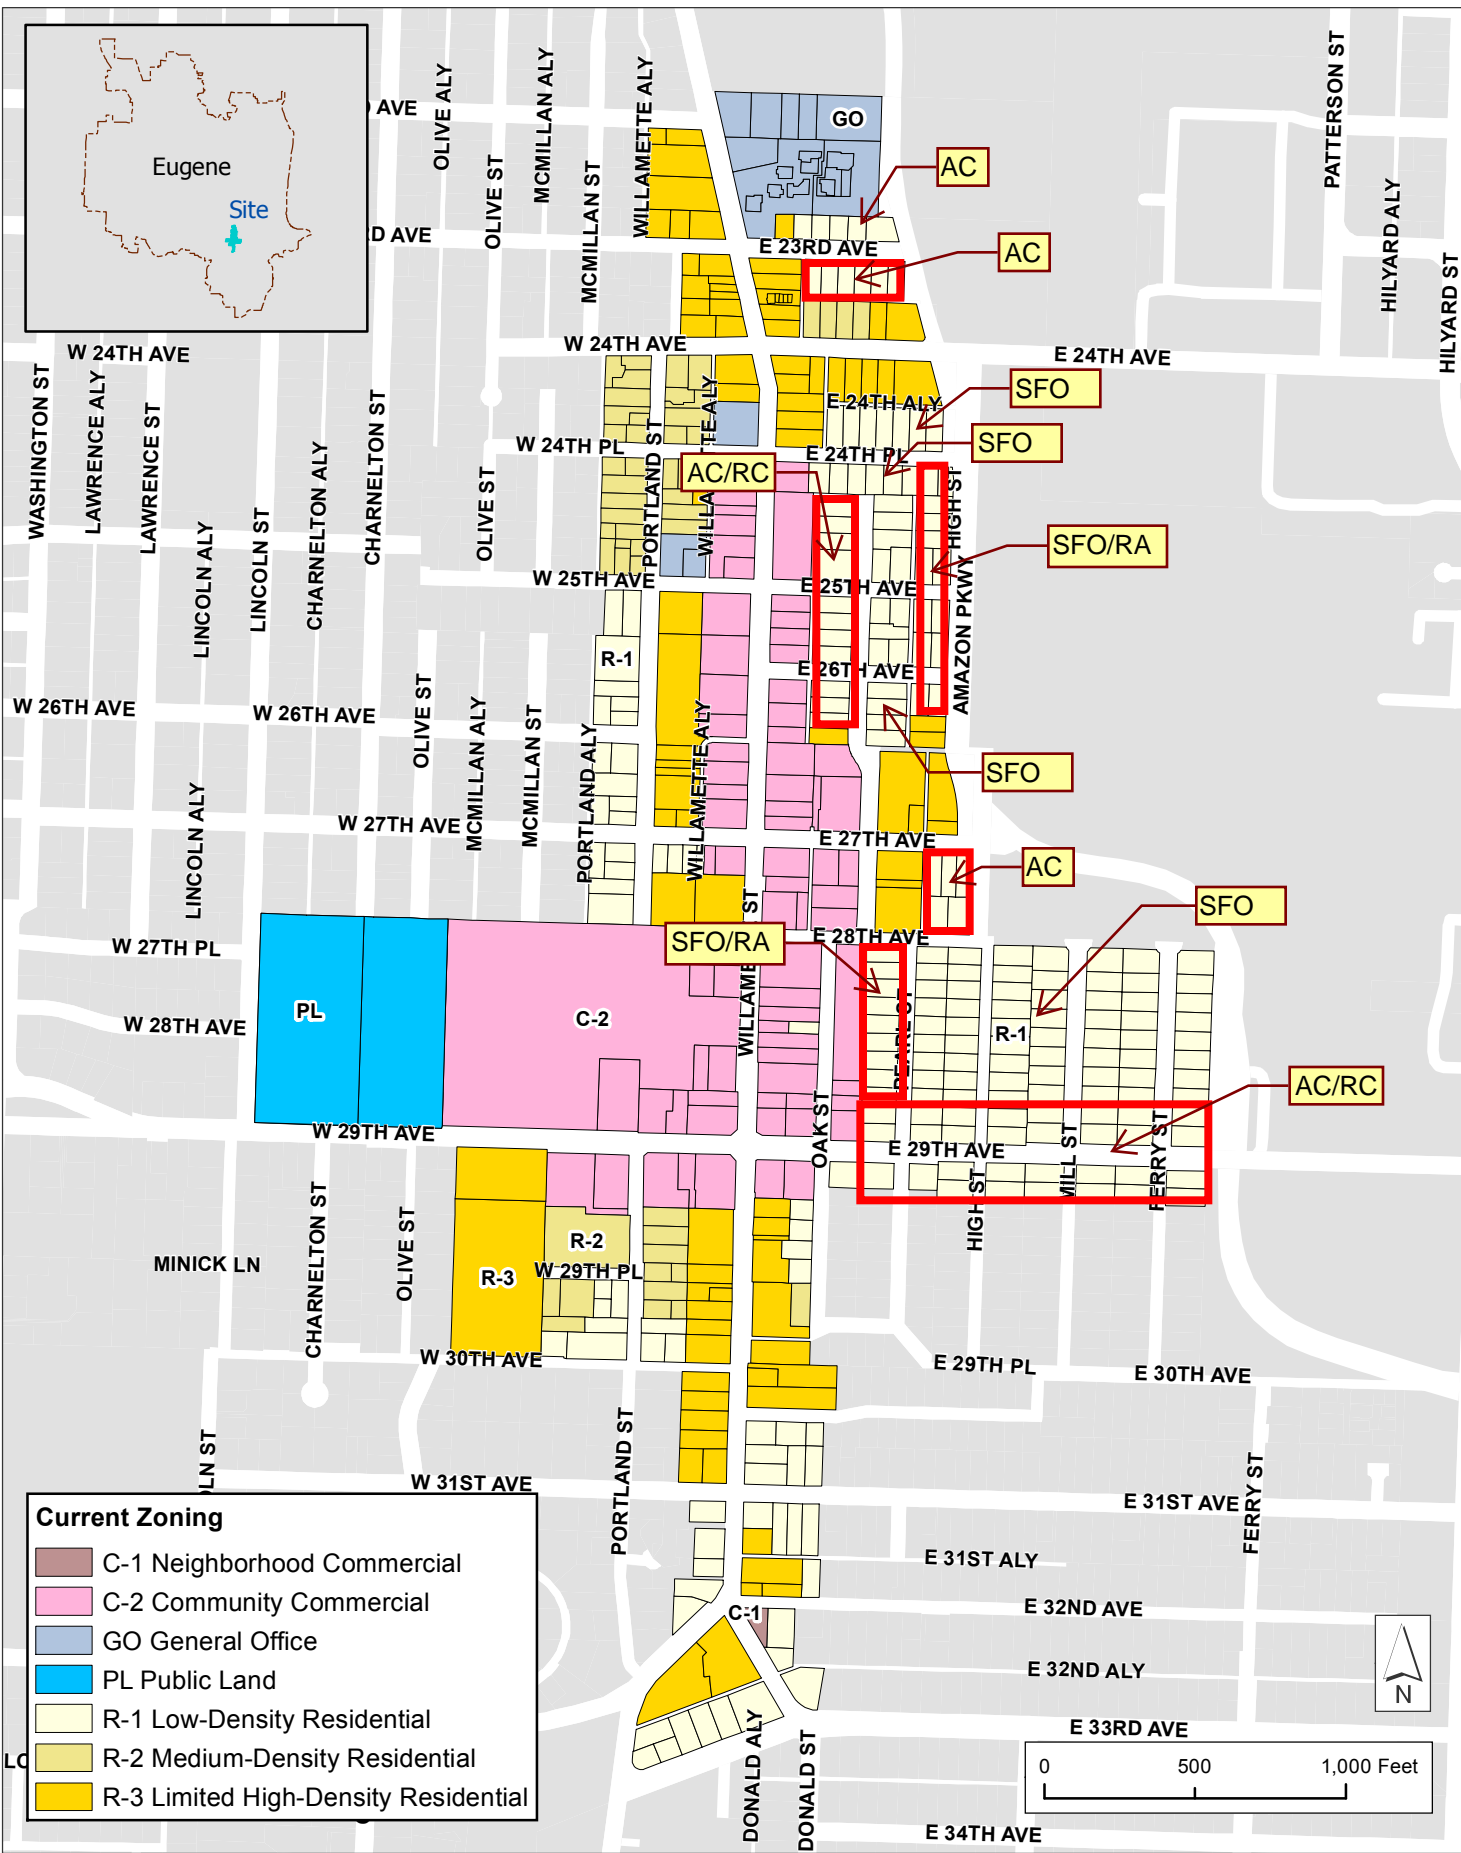 Eugene
Site
D AVE
RD AVE
OLIVE ALY
MCMILLAN ALY
WILLAMETTE ALY
OLIVE ST
MCMILLAN ST
GO
AC
E 23RD AVE
AC
PATTERSON ST
HILYARD ALY
HILYARD ST
W 24TH AVE
W 24TH AVE
E 24TH AVE
WASHINGTON ST
LAWRENCE ALY
LAWRENCE ST
CHARNELTON ST
SFO
E 24TH ALY
W 24TH PL
E 24TH PL
SFO
AC/RC
LINCOLN ALY
LINCOLN ST
CHARNELTON ALY
OLIVE ST
PORTLAND ST
HIGH ST
SFO/RA
W 25TH AVE
E 25TH AVE
AMAZON PKWY
R-1
E 26TH AVE
W 26TH AVE
W 26TH AVE
OLIVE ST
MCMILLAN ALY
MCMILLAN ST
PORTLAND ALY
WILLAMETTE ALY
SFO
LINCOLN ALY
W 27TH AVE
E 27TH AVE
AC
SFO
SFO/RA
E 28TH AVE
W 27TH PL
PL
C-2
W 28TH AVE
PEARL ST
R-1
AC/RC
W 29TH AVE
OAK ST
E 29TH AVE
MILL ST
FERRY ST
HIGH ST
CHARNELTON ST
OLIVE ST
MINICK LN
R-2
R-3
W 29TH PL
W 30TH AVE
E 29TH PL
E 30TH AVE
OLN ST
PORTLAND ST
W 31ST AVE
E 31ST AVE
FERRY ST
E 31ST ALY
C-1
E 32ND AVE
E 32ND ALY
E 33RD AVE
DONALD ALY
DONALD ST
E 34TH AVE
Current Zoning
C-1 Neighborhood Commercial
C-2 Community Commercial
GO General Office
PL Public Land
R-1 Low-Density Residential
R-2 Medium-Density Residential
R-3 Limited High-Density Residential
N
0 500 1,000 Feet